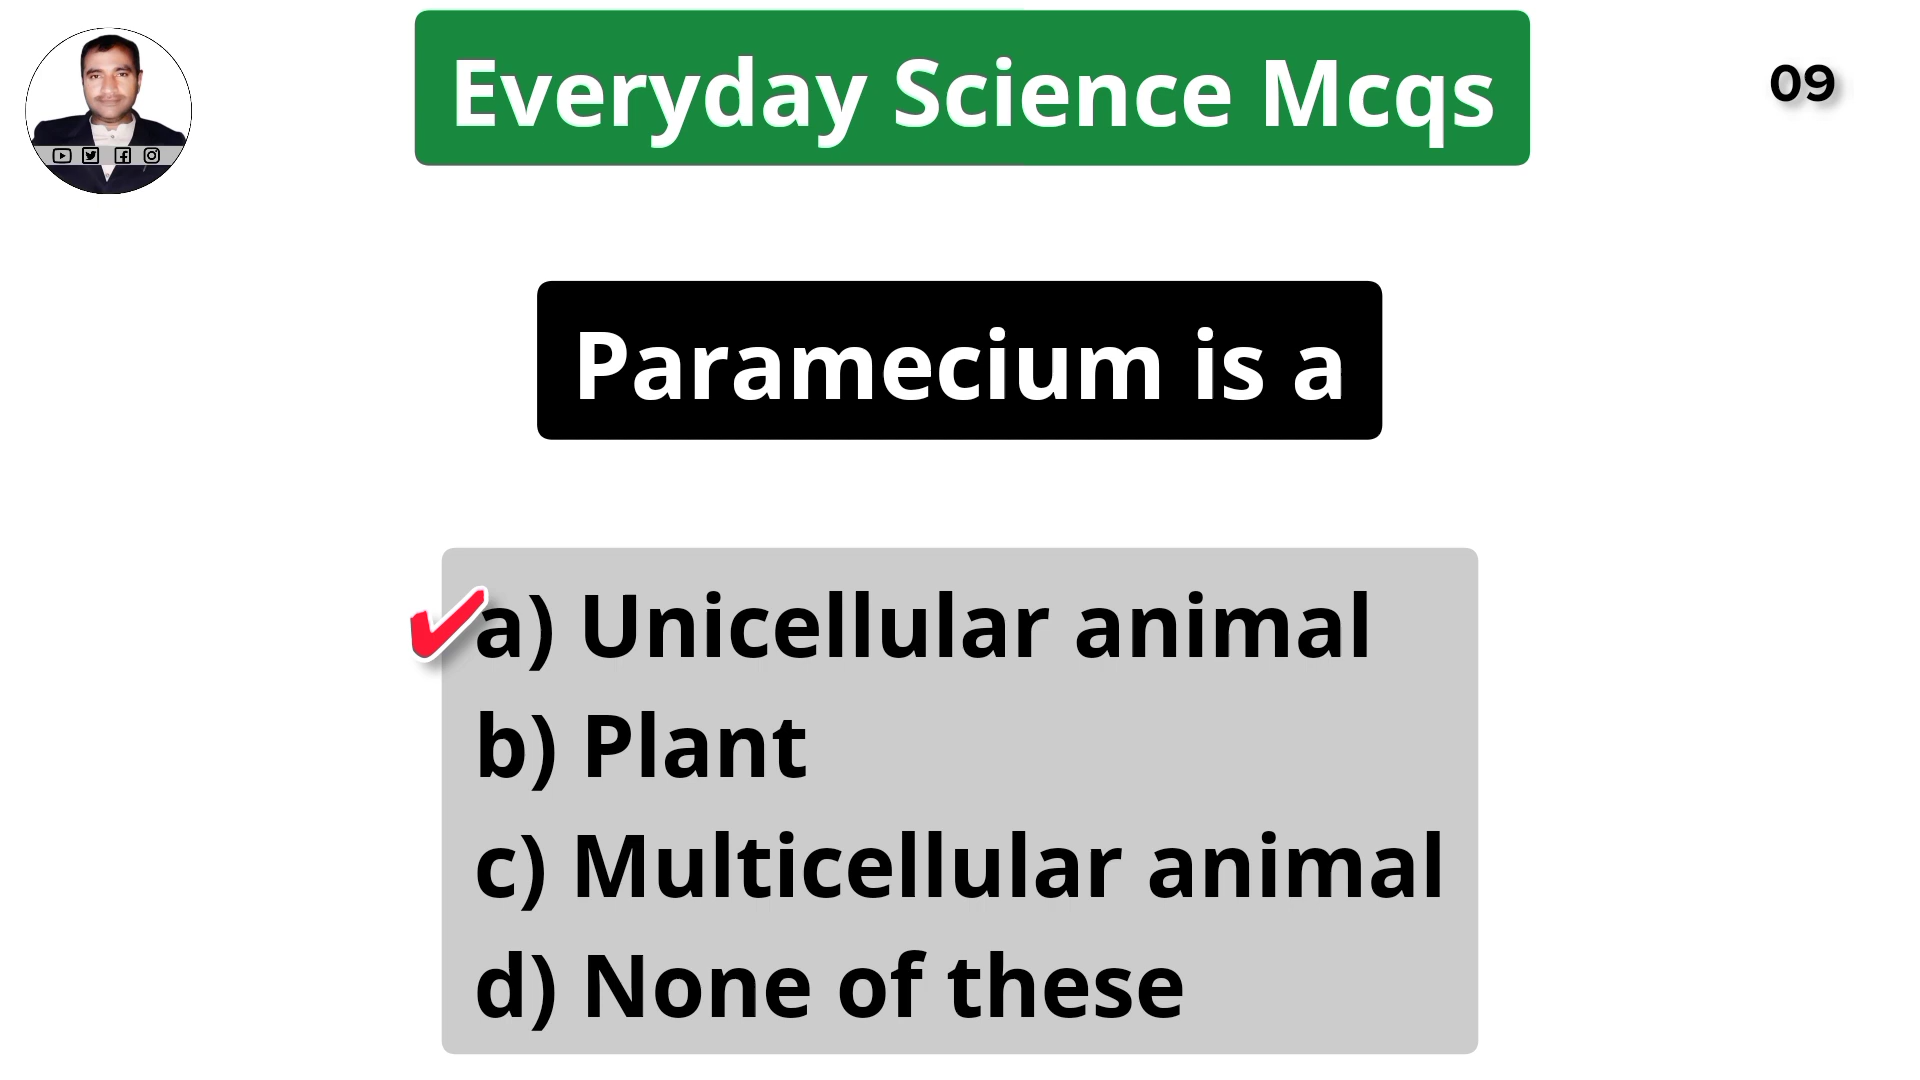 Everyday Science Mcqs
09
Paramecium is a
a) Unicellular animal
b) Plant
c) Multicellular animal
d) None of these